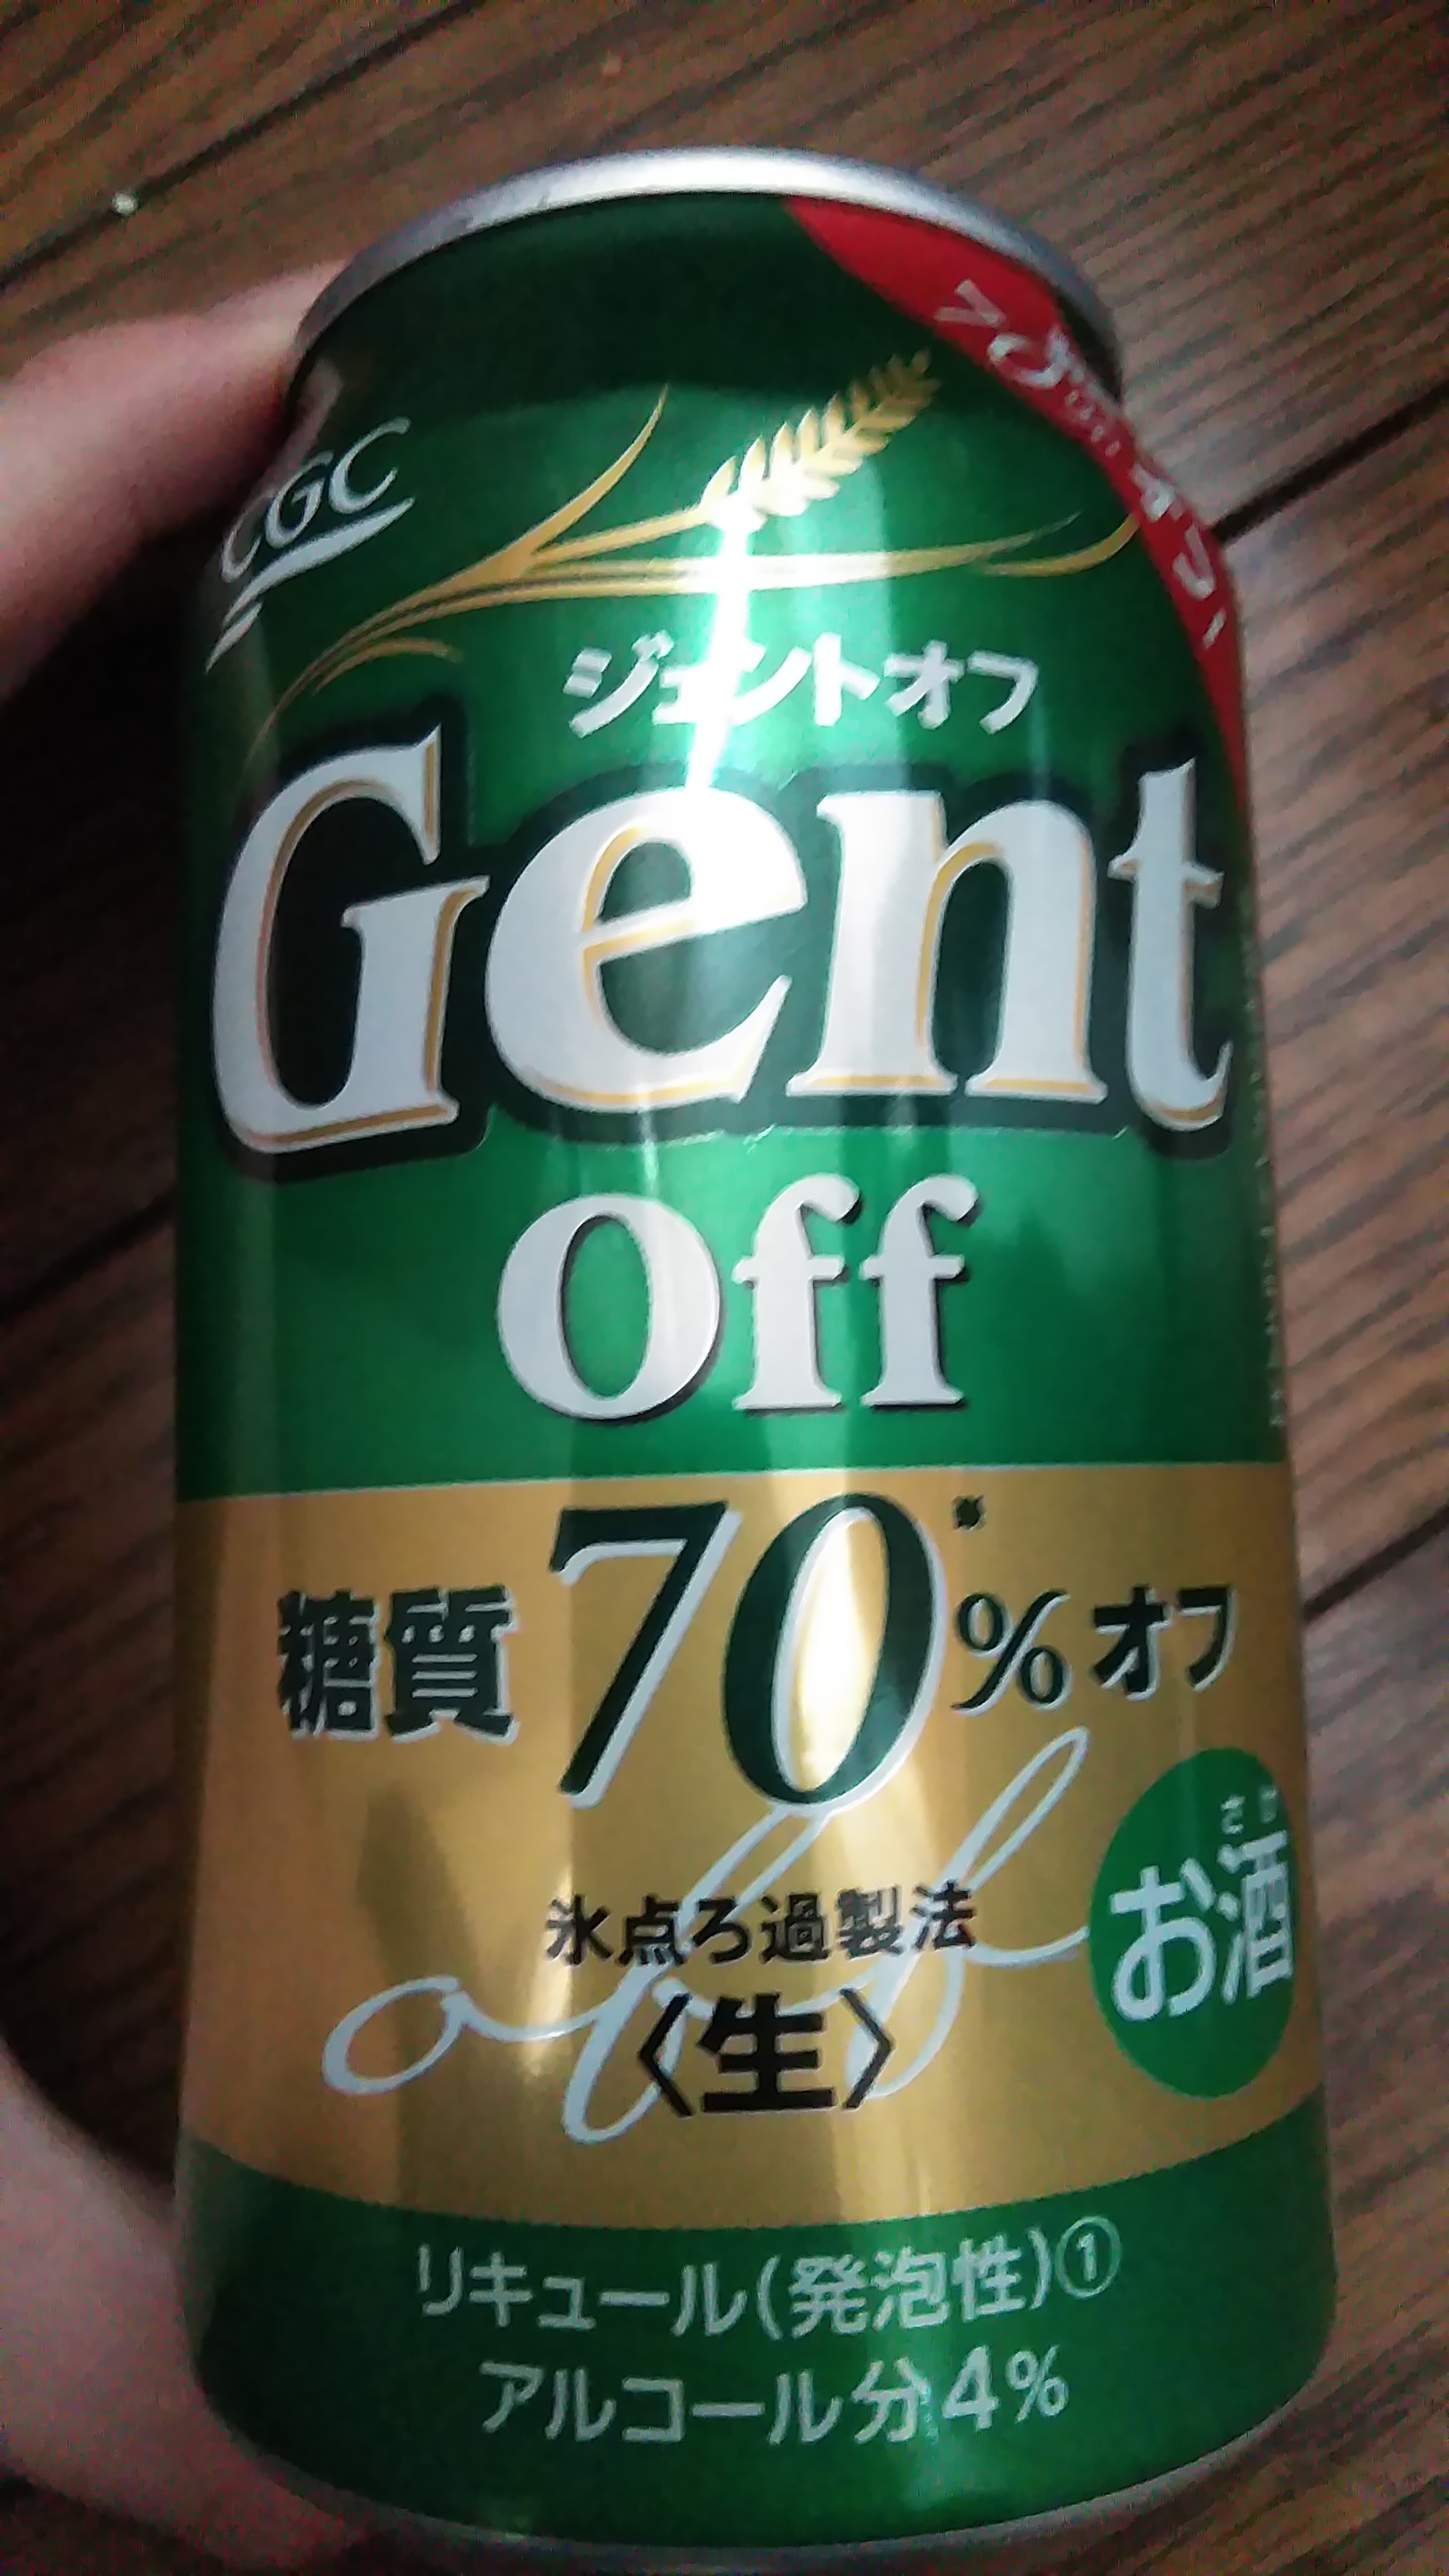 CGC
ジェントオフ
Gent
off
糖質70※%オフ
off
さけ
お酒
氷点ろ過製法
〈生〉
リキュール(発泡性)①
アルコール分4%